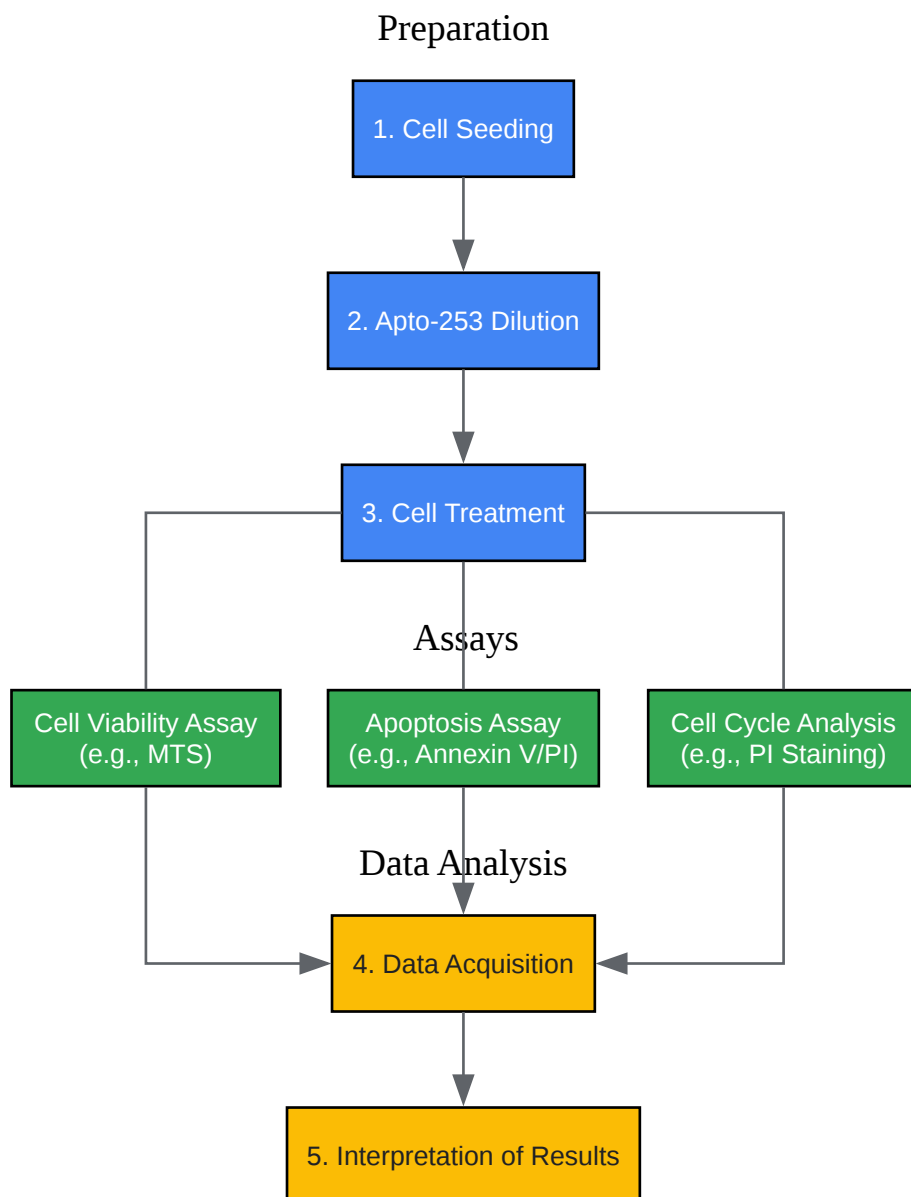 Preparation
1. Cell Seeding
2. Apto-253 Dilution
3. Cell Treatment
Assays
Cell Viability Assay
(e.g., MTS)
Apoptosis Assay
(e.g., Annexin V/PI)
Cell Cycle Analysis
(e.g., PI Staining)
Data Analysis
4. Data Acquisition
5. Interpretation of Results